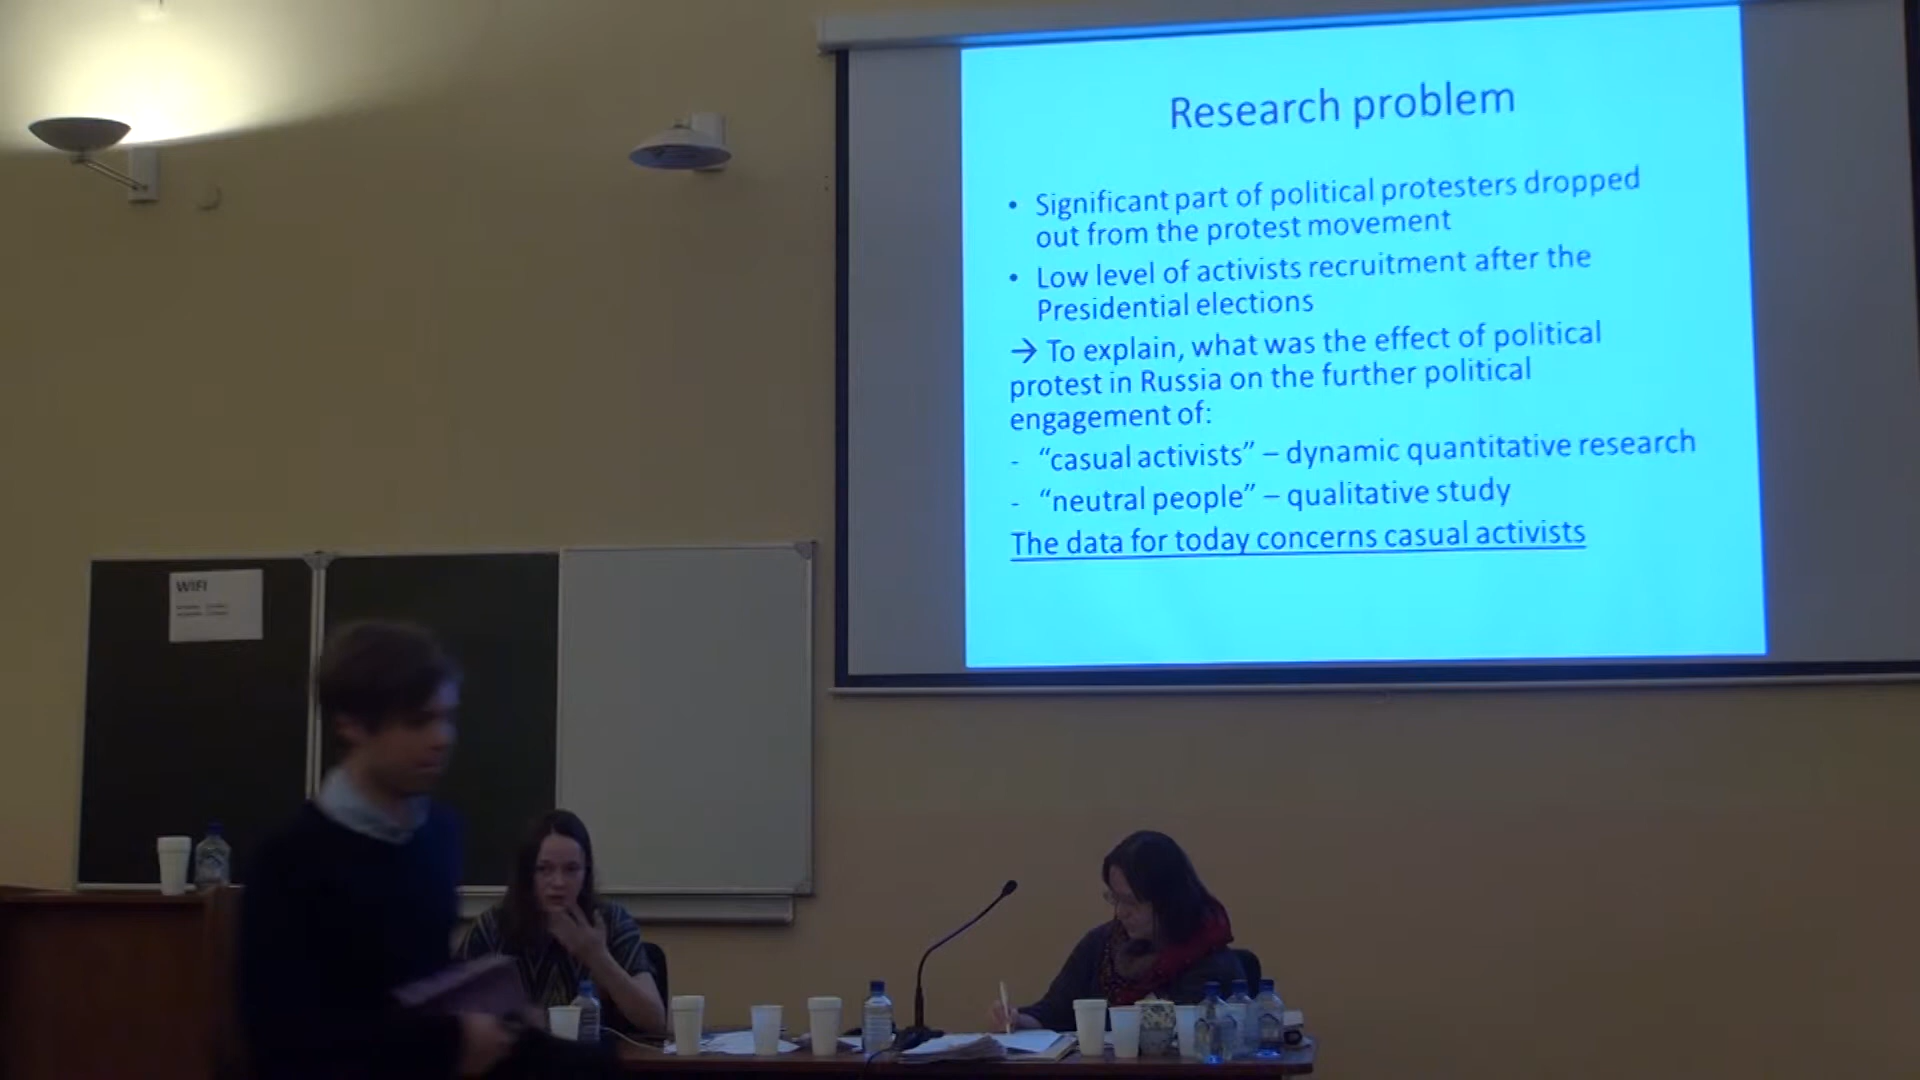 Research problem
• Significant part of political protesters dropped
out from the protest movement
• Low level of activists recruitment after the
Presidential elections
→ To explain, what was the effect of political
protest in Russia on the further political
engagement of:
- “casual activists” – dynamic quantitative research
- “neutral people” – qualitative study
The data for today concerns casual activists
WIFI